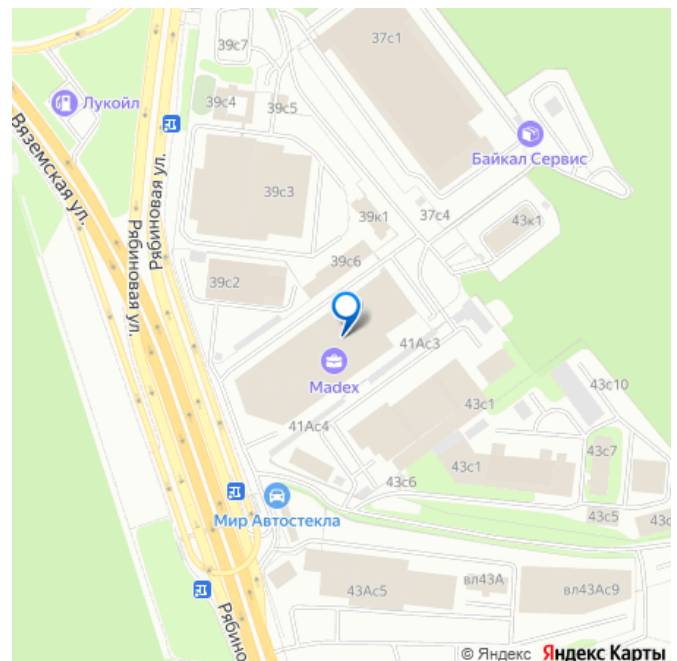 37с1
39с7
Лукойл
39с4
39с5
Вяземская ул.
Байкал Сервис
Рябиновая ул.
Рябиновая ул.
39с3
39к1
37с4
43к1
39с6
39с2
41Ас3
Madex
43с10
43с1
41Ас4
43с7
43с1
43с6
Мир Автостекла
43с5
43с
43Ас5
вл43А
вл43Ас9
Рябино
© Яндекс Яндекс Карты